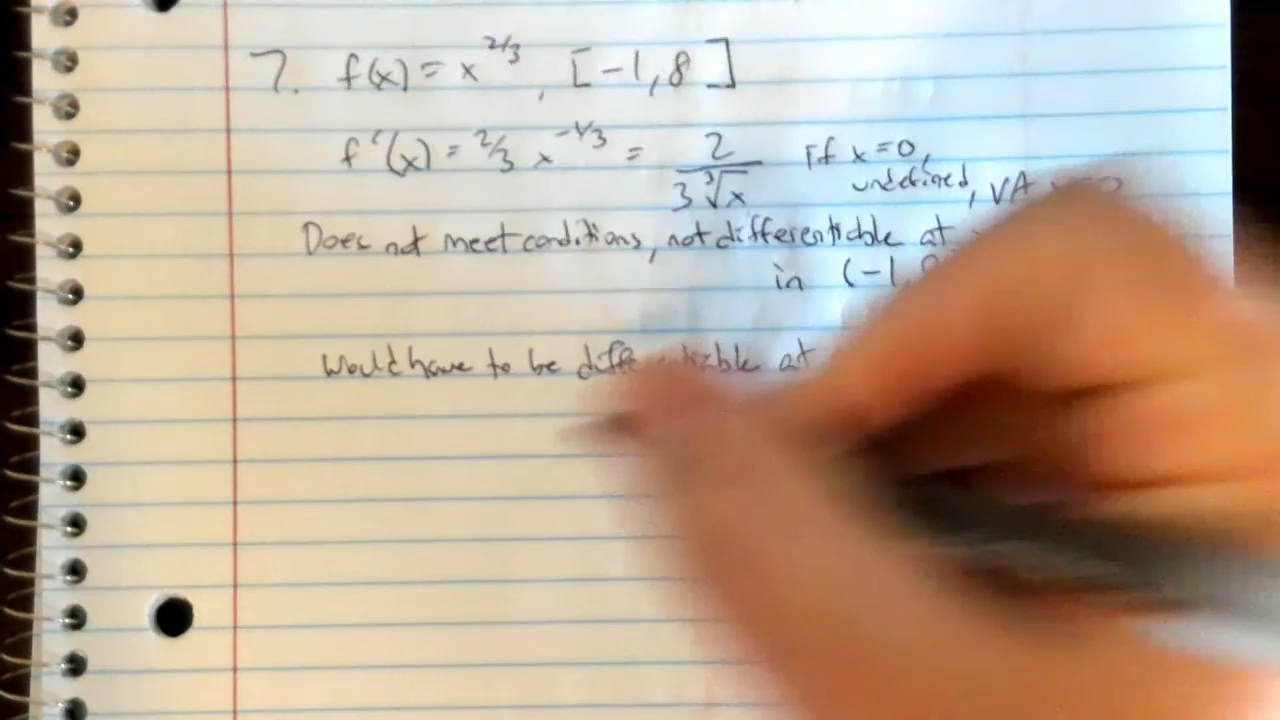 7. f(x) = x^2/3, [-1, 8]
f'(x) = 2/3 x^-1/3 = 2 / 3∛x If x=0,
undefined, VA
Does not meet conditions, not differentiable at
in (-1,
Would have to be differentiable at